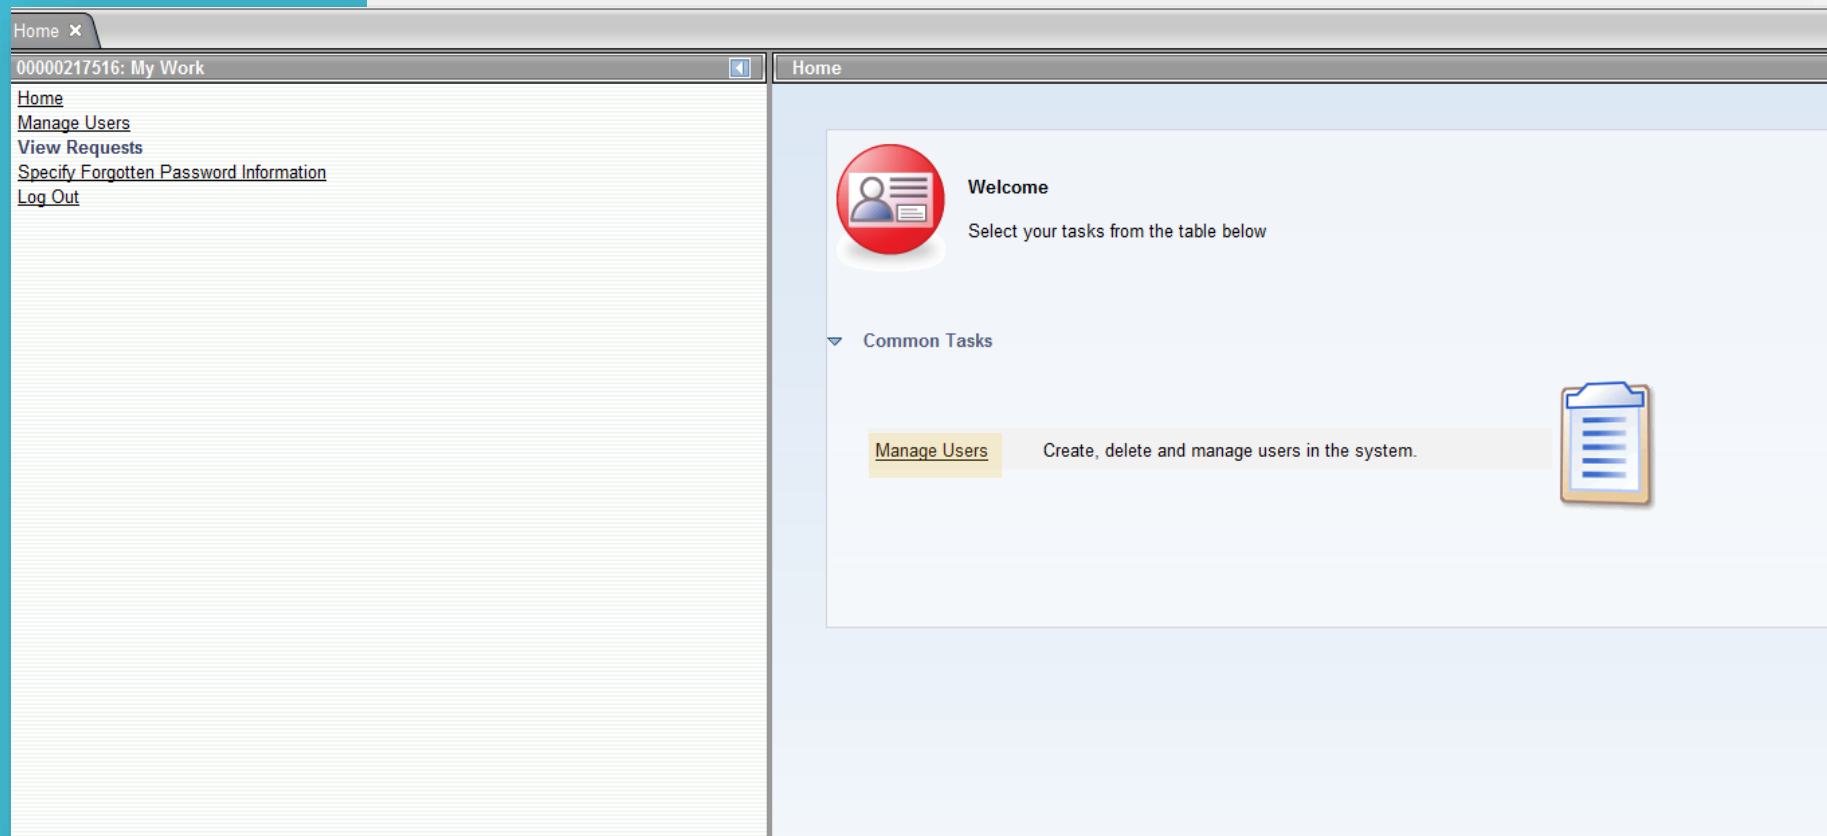 Home
00000217516: My Work
Home
Manage Users
View Requests
Specify Forgotten Password Information
Log Out
Home
Welcome
Select your tasks from the table below
Common Tasks
Manage Users Create, delete and manage users in the system.